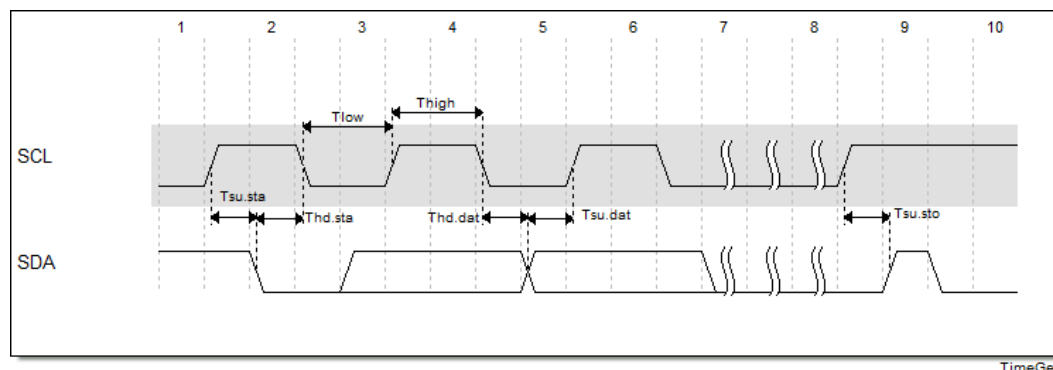 1 2 3 4 5 6 7 8 9 10
Thigh
Tlow
SCL
Tsu.sta Thd.sta Thd.dat Tsu.dat Tsu.sto
SDA
TimeGe